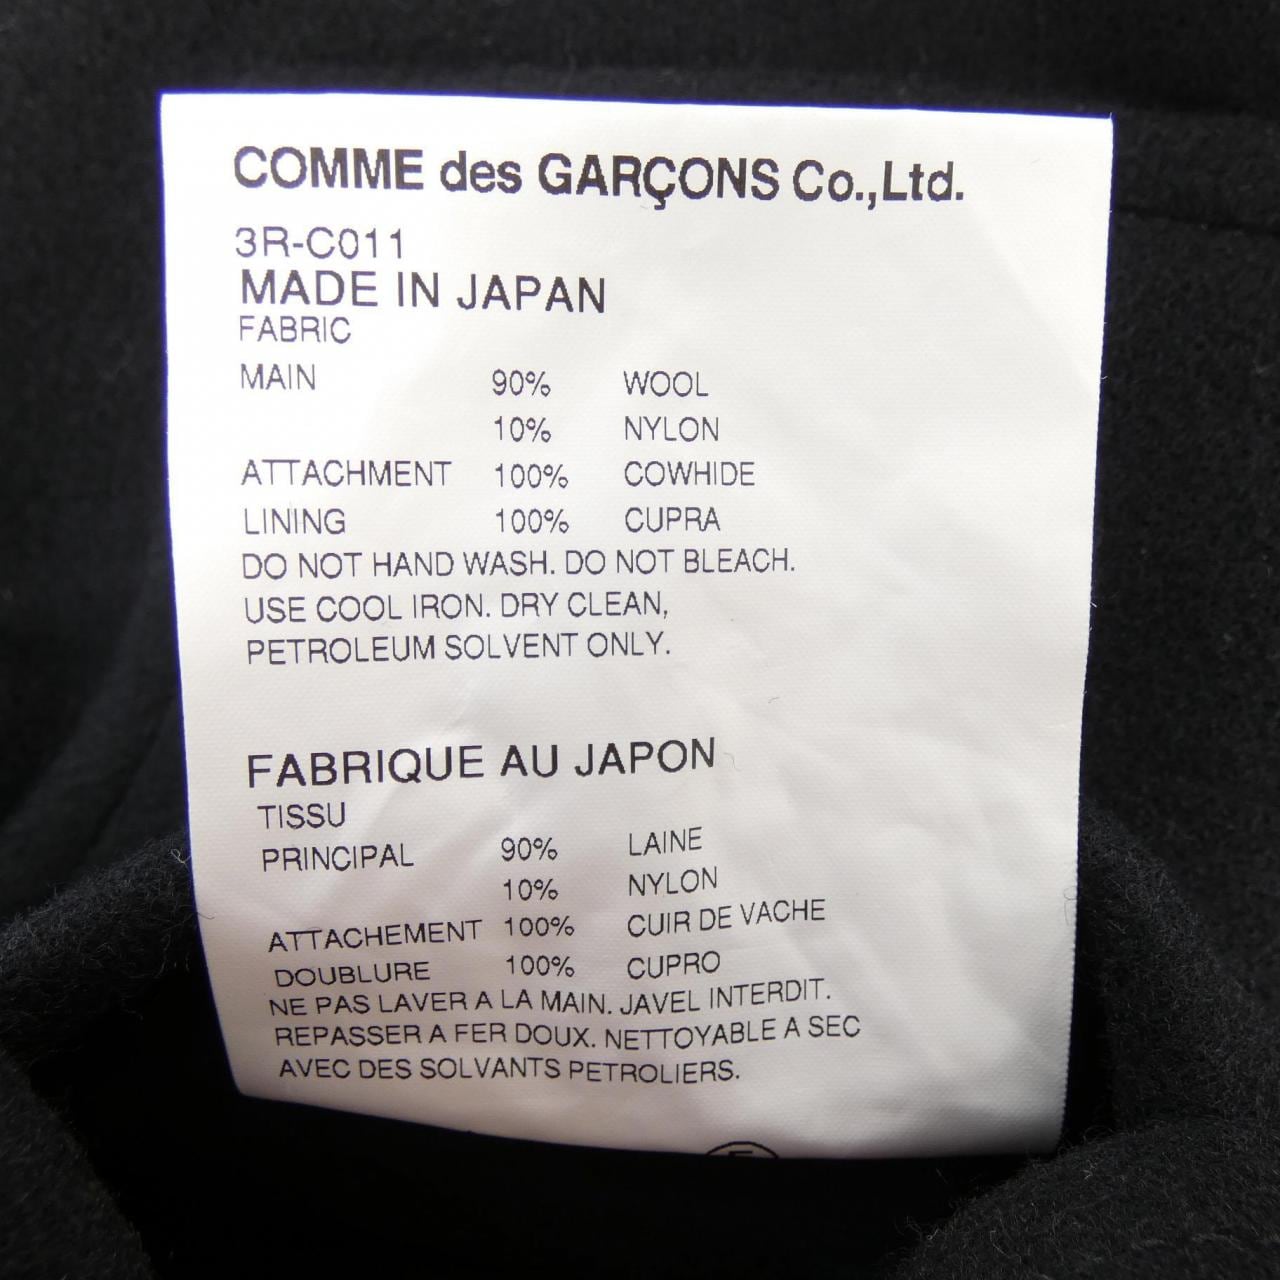 COMME des GARÇONS Co.,Ltd.
3R-C011
MADE IN JAPAN
FABRIC
MAIN 90% WOOL
10% NYLON
ATTACHMENT 100% COWHIDE
LINING 100% CUPRA
DO NOT HAND WASH. DO NOT BLEACH.
USE COOL IRON. DRY CLEAN,
PETROLEUM SOLVENT ONLY.
FABRIQUE AU JAPON
TISSU
PRINCIPAL 90% LAINE
10% NYLON
ATTACHEMENT 100% CUIR DE VACHE
DOUBLURE 100% CUPRO
NE PAS LAVER A LA MAIN. JAVEL INTERDIT.
REPASSER A FER DOUX. NETTOYABLE A SEC
AVEC DES SOLVANTS PETROLIERS.